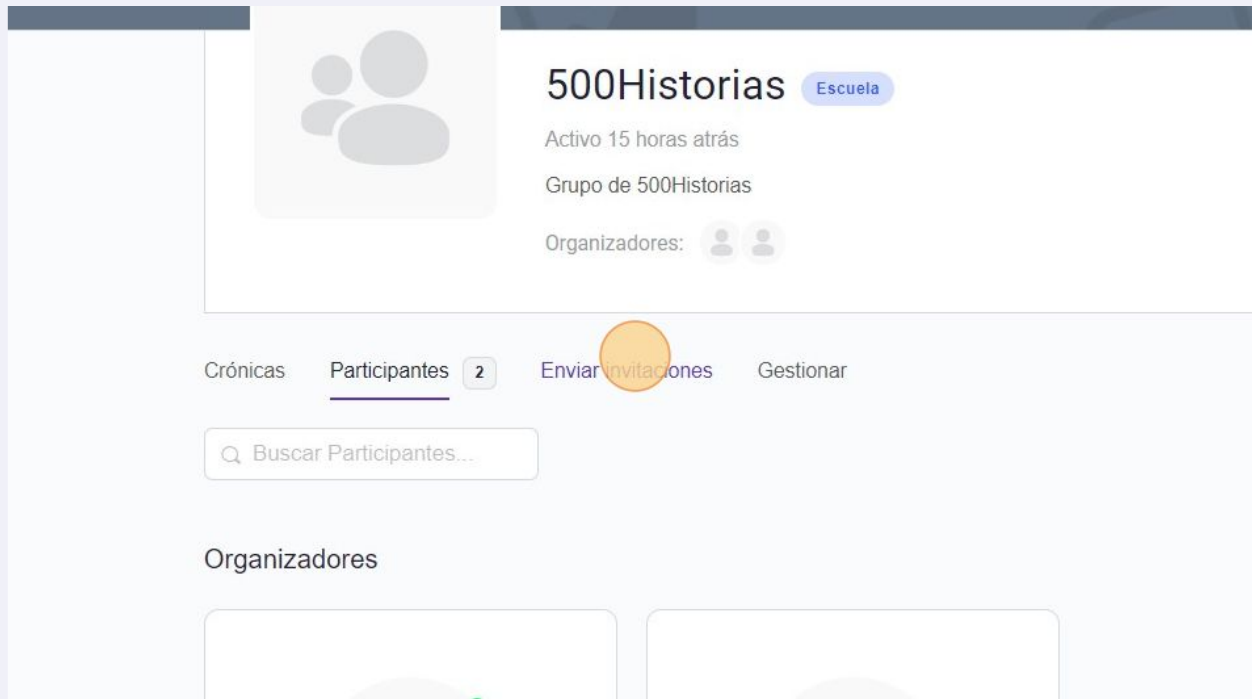 500Historias Escuela
Activo 15 horas atrás
Grupo de 500Historias
Organizadores:
Crónicas Participantes 2 Enviar invitaciones Gestionar
Buscar Participantes...
Organizadores